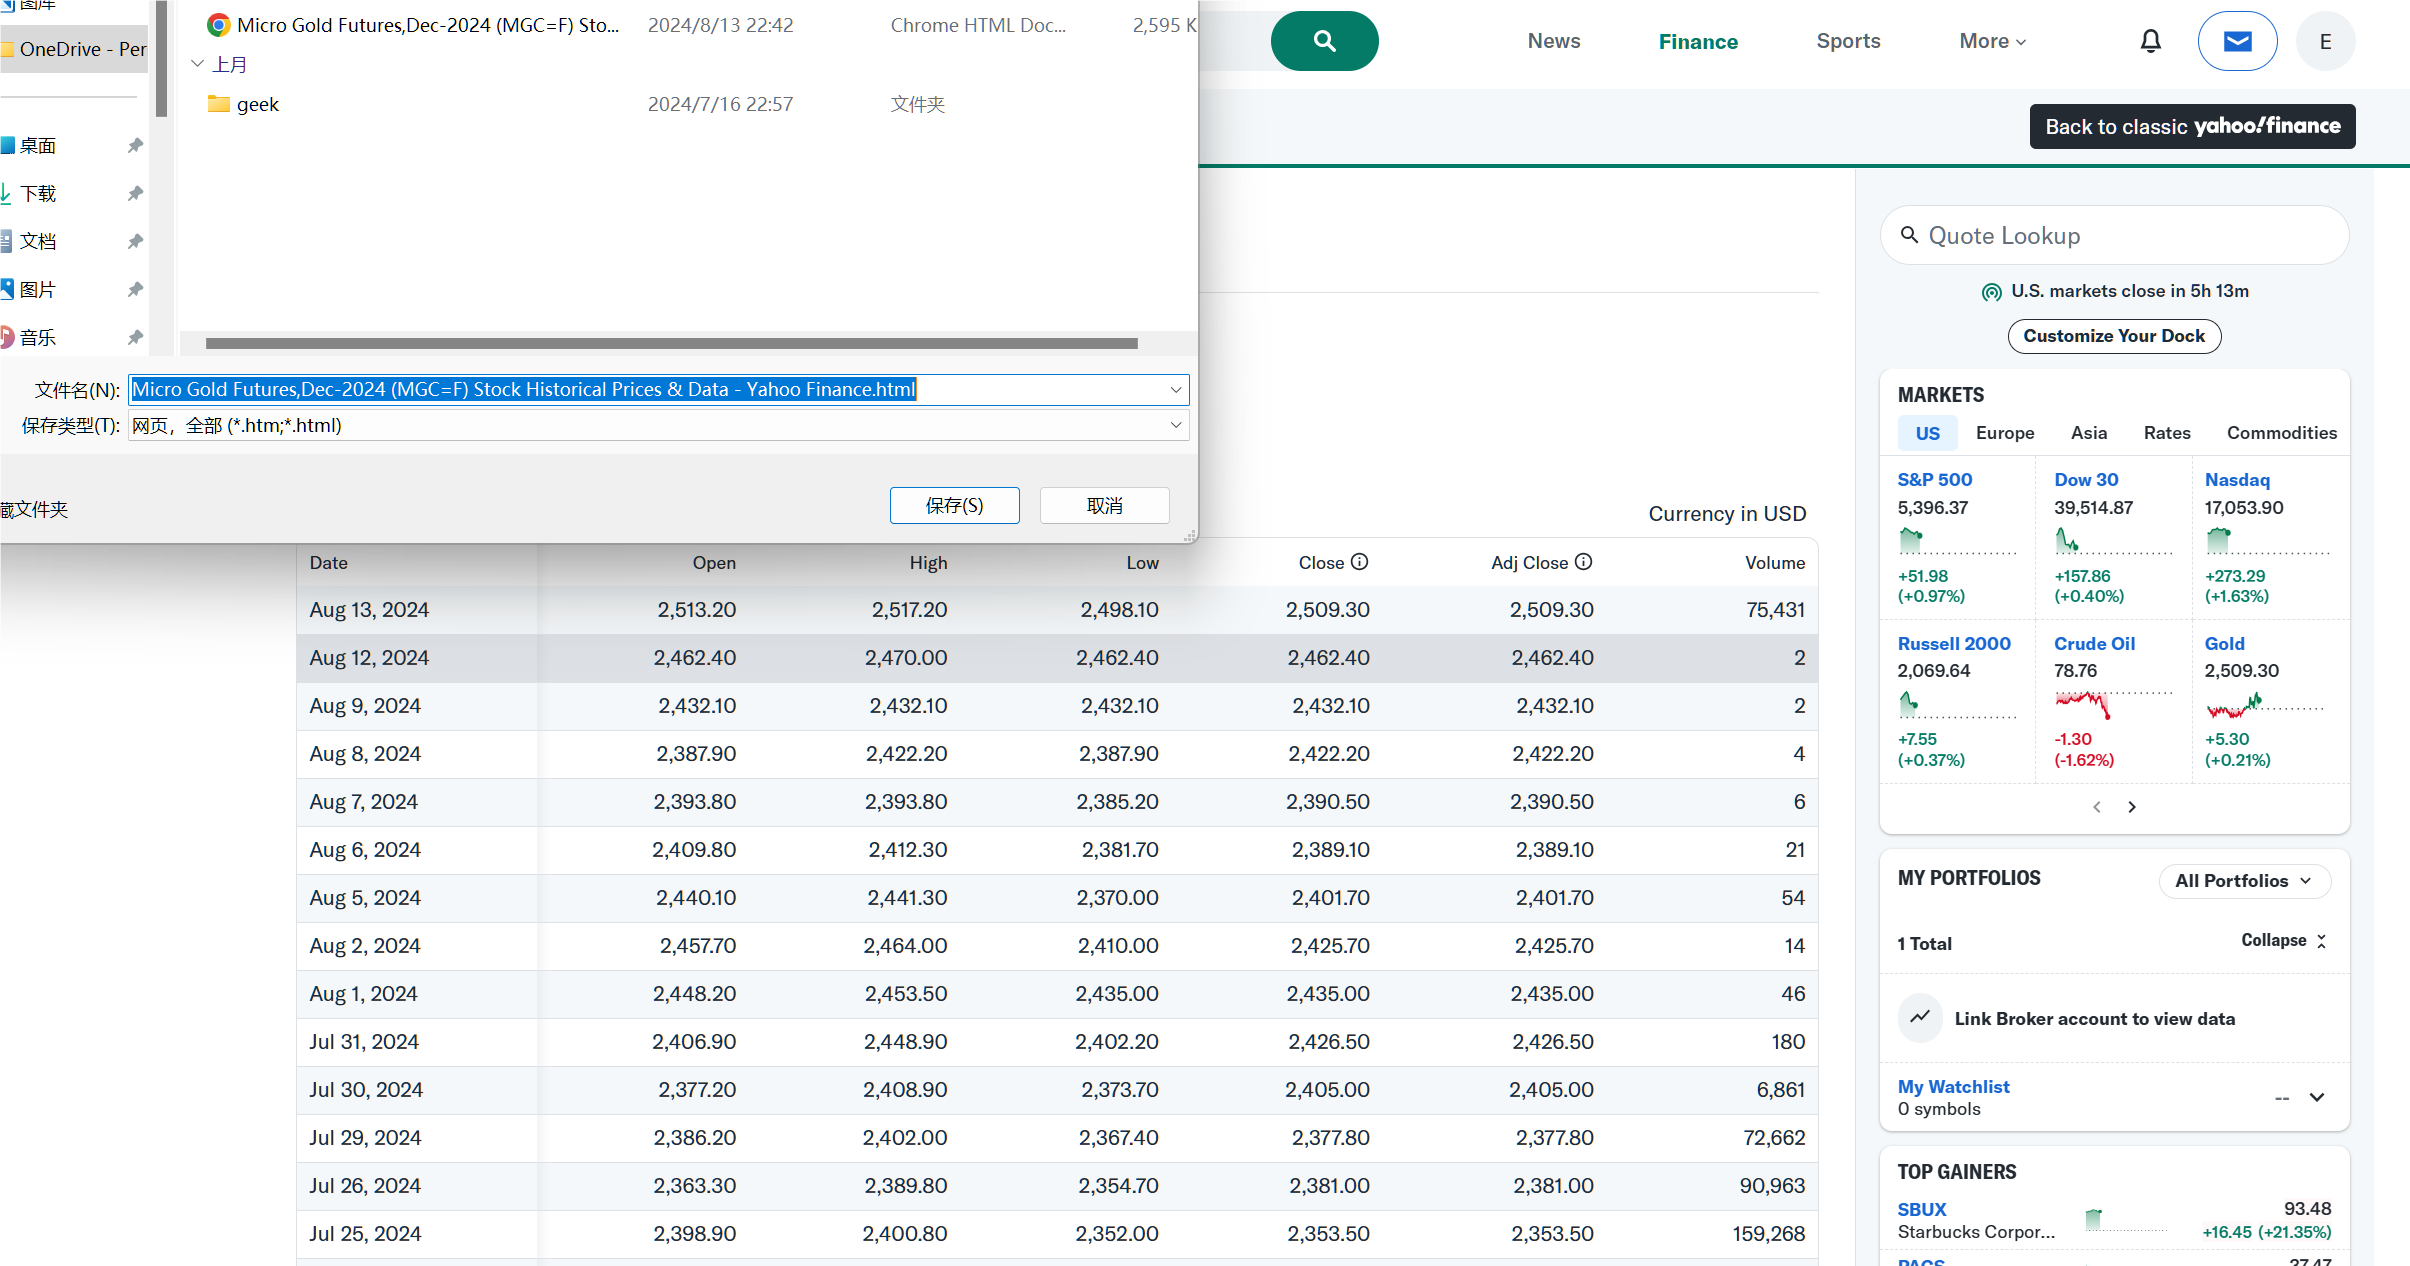 图库
OneDrive - Per
桌面
下载
文档
图片
音乐
Micro Gold Futures,Dec-2024 (MGC=F) Sto... 2024/8/13 22:42 Chrome HTML Doc... 2,595 K
上月
geek 2024/7/16 22:57 文件夹
文件名(N): Micro Gold Futures,Dec-2024 (MGC=F) Stock Historical Prices & Data - Yahoo Finance.html
保存类型(T): 网页，全部 (*.htm;*.html)
藏文件夹 保存(S) 取消
News Finance Sports More E
Back to classic yahoo!finance
Currency in USD
Date Open High Low Close Adj Close Volume
Aug 13, 2024 2,513.20 2,517.20 2,498.10 2,509.30 2,509.30 75,431
Aug 12, 2024 2,462.40 2,470.00 2,462.40 2,462.40 2,462.40 2
Aug 9, 2024 2,432.10 2,432.10 2,432.10 2,432.10 2,432.10 2
Aug 8, 2024 2,387.90 2,422.20 2,387.90 2,422.20 2,422.20 4
Aug 7, 2024 2,393.80 2,393.80 2,385.20 2,390.50 2,390.50 6
Aug 6, 2024 2,409.80 2,412.30 2,381.70 2,389.10 2,389.10 21
Aug 5, 2024 2,440.10 2,441.30 2,370.00 2,401.70 2,401.70 54
Aug 2, 2024 2,457.70 2,464.00 2,410.00 2,425.70 2,425.70 14
Aug 1, 2024 2,448.20 2,453.50 2,435.00 2,435.00 2,435.00 46
Jul 31, 2024 2,406.90 2,448.90 2,402.20 2,426.50 2,426.50 180
Jul 30, 2024 2,377.20 2,408.90 2,373.70 2,405.00 2,405.00 6,861
Jul 29, 2024 2,386.20 2,402.00 2,367.40 2,377.80 2,377.80 72,662
Jul 26, 2024 2,363.30 2,389.80 2,354.70 2,381.00 2,381.00 90,963
Jul 25, 2024 2,398.90 2,400.80 2,352.00 2,353.50 2,353.50 159,268
Quote Lookup
U.S. markets close in 5h 13m
Customize Your Dock
MARKETS
US Europe Asia Rates Commodities
S&P 500 Dow 30 Nasdaq
5,396.37 39,514.87 17,053.90
+51.98 +157.86 +273.29
(+0.97%) (+0.40%) (+1.63%)
Russell 2000 Crude Oil Gold
2,069.64 78.76 2,509.30
+7.55 -1.30 +5.30
(+0.37%) (-1.62%) (+0.21%)
MY PORTFOLIOS All Portfolios
1 Total Collapse
Link Broker account to view data
My Watchlist --
0 symbols
TOP GAINERS
SBUX 93.48
Starbucks Corpor... +16.45 (+21.35%)